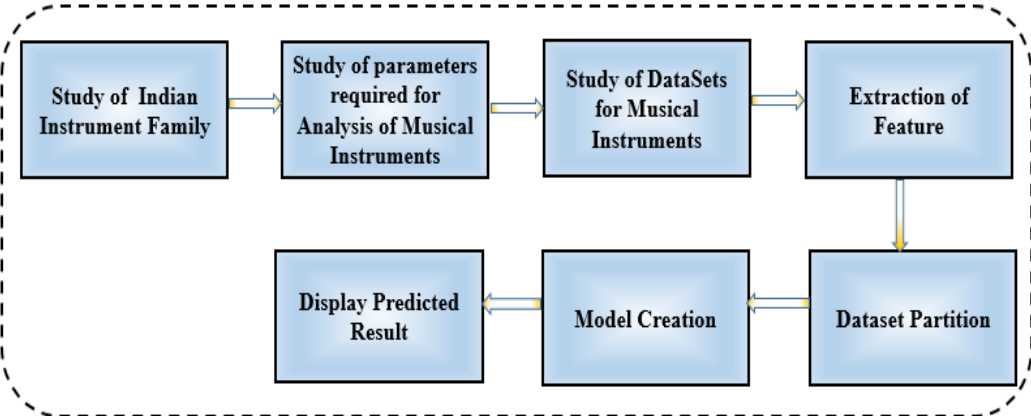 Study of Indian
Instrument Family
Study of parameters
required for
Analysis of Musical
Instruments
Study of DataSets
for Musical
Instruments
Extraction of
Feature
Dataset Partition
Model Creation
Display Predicted
Result